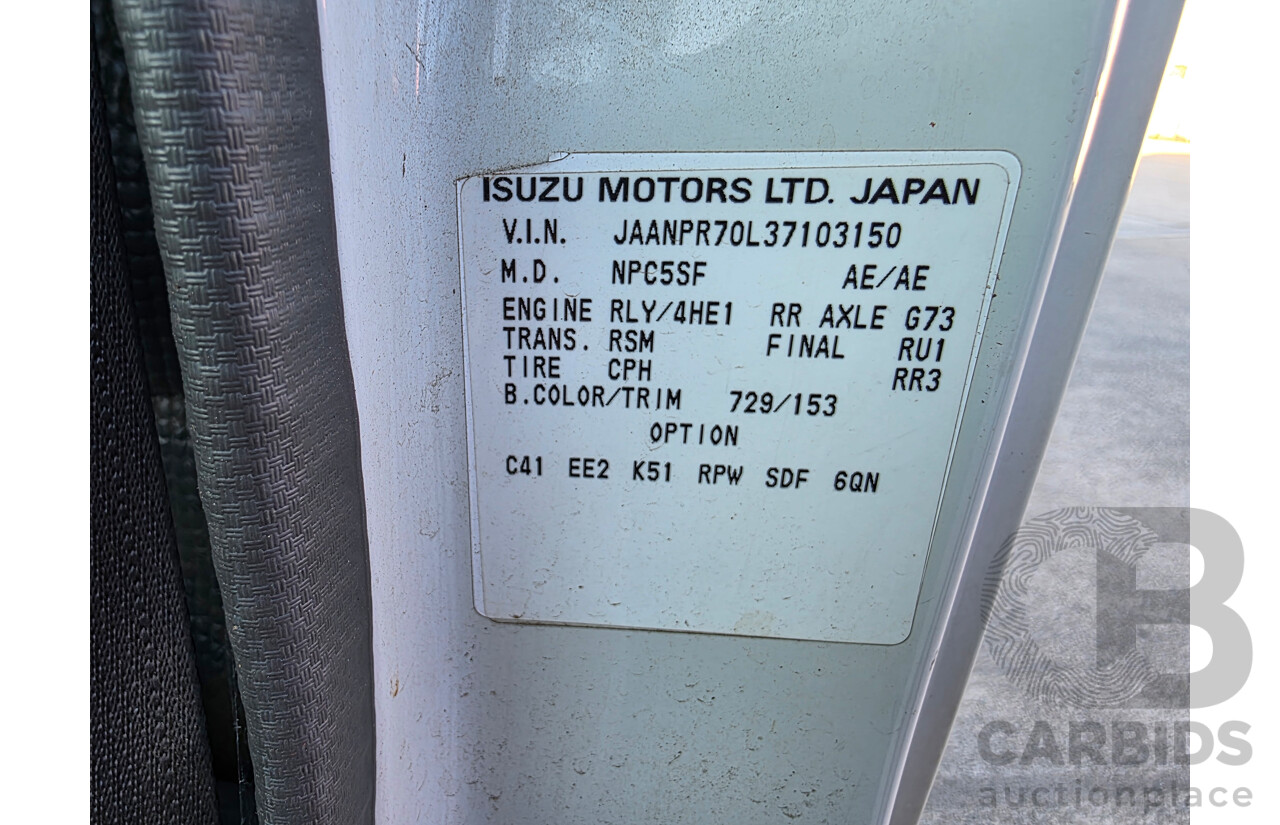 ISUZU MOTORS LTD. JAPAN
V.I.N. JAANPR70L37103150
M.D. NPC5SF AE/AE
ENGINE RLY/4HE1 RR AXLE G73
TRANS. RSM FINAL RU1
TIRE CPH RR3
B.COLOR/TRIM 729/153
OPTION
C41 EE2 K51 RPW SDF 6QN
CARBIDS
auctionplace